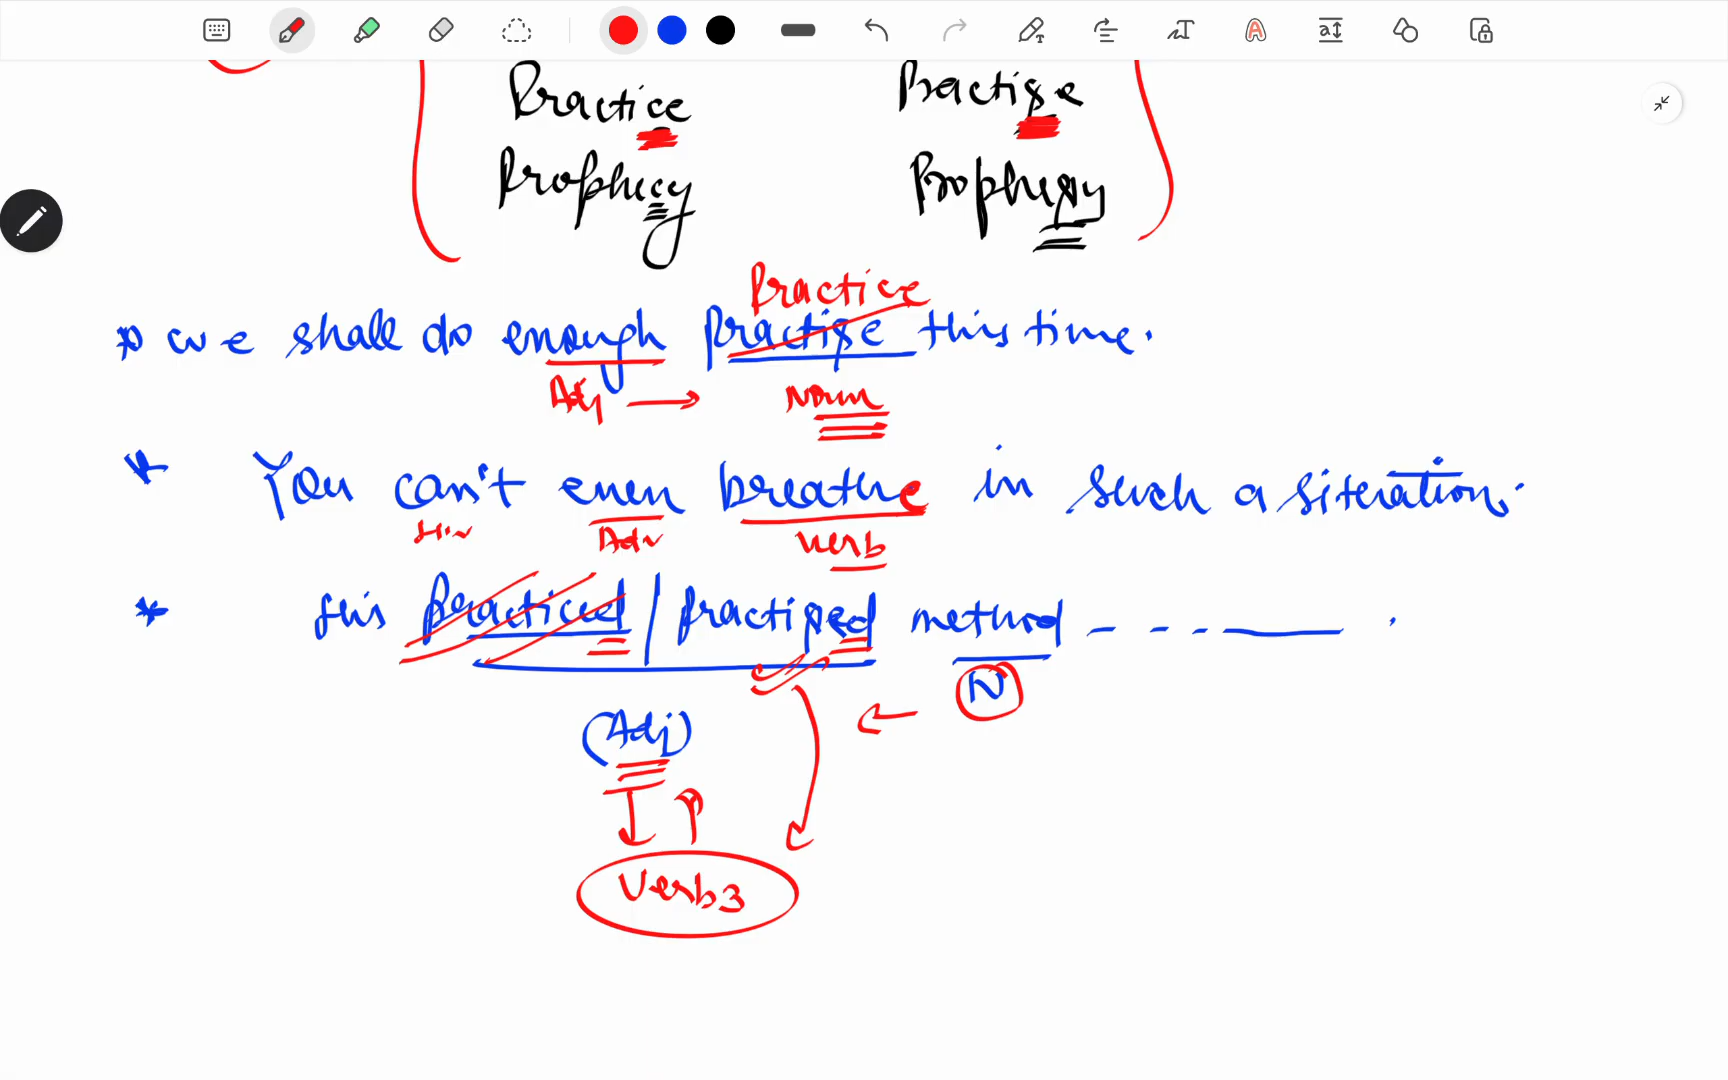 Practice Practise
Prophecy Prophesy
Practice
* we shall do enough practise this time.
Adj → Noun
* You can't even breathe in such a situation.
Adv Verb
* this practiced / practised method - - - — .
N
(Adj)
Verb3